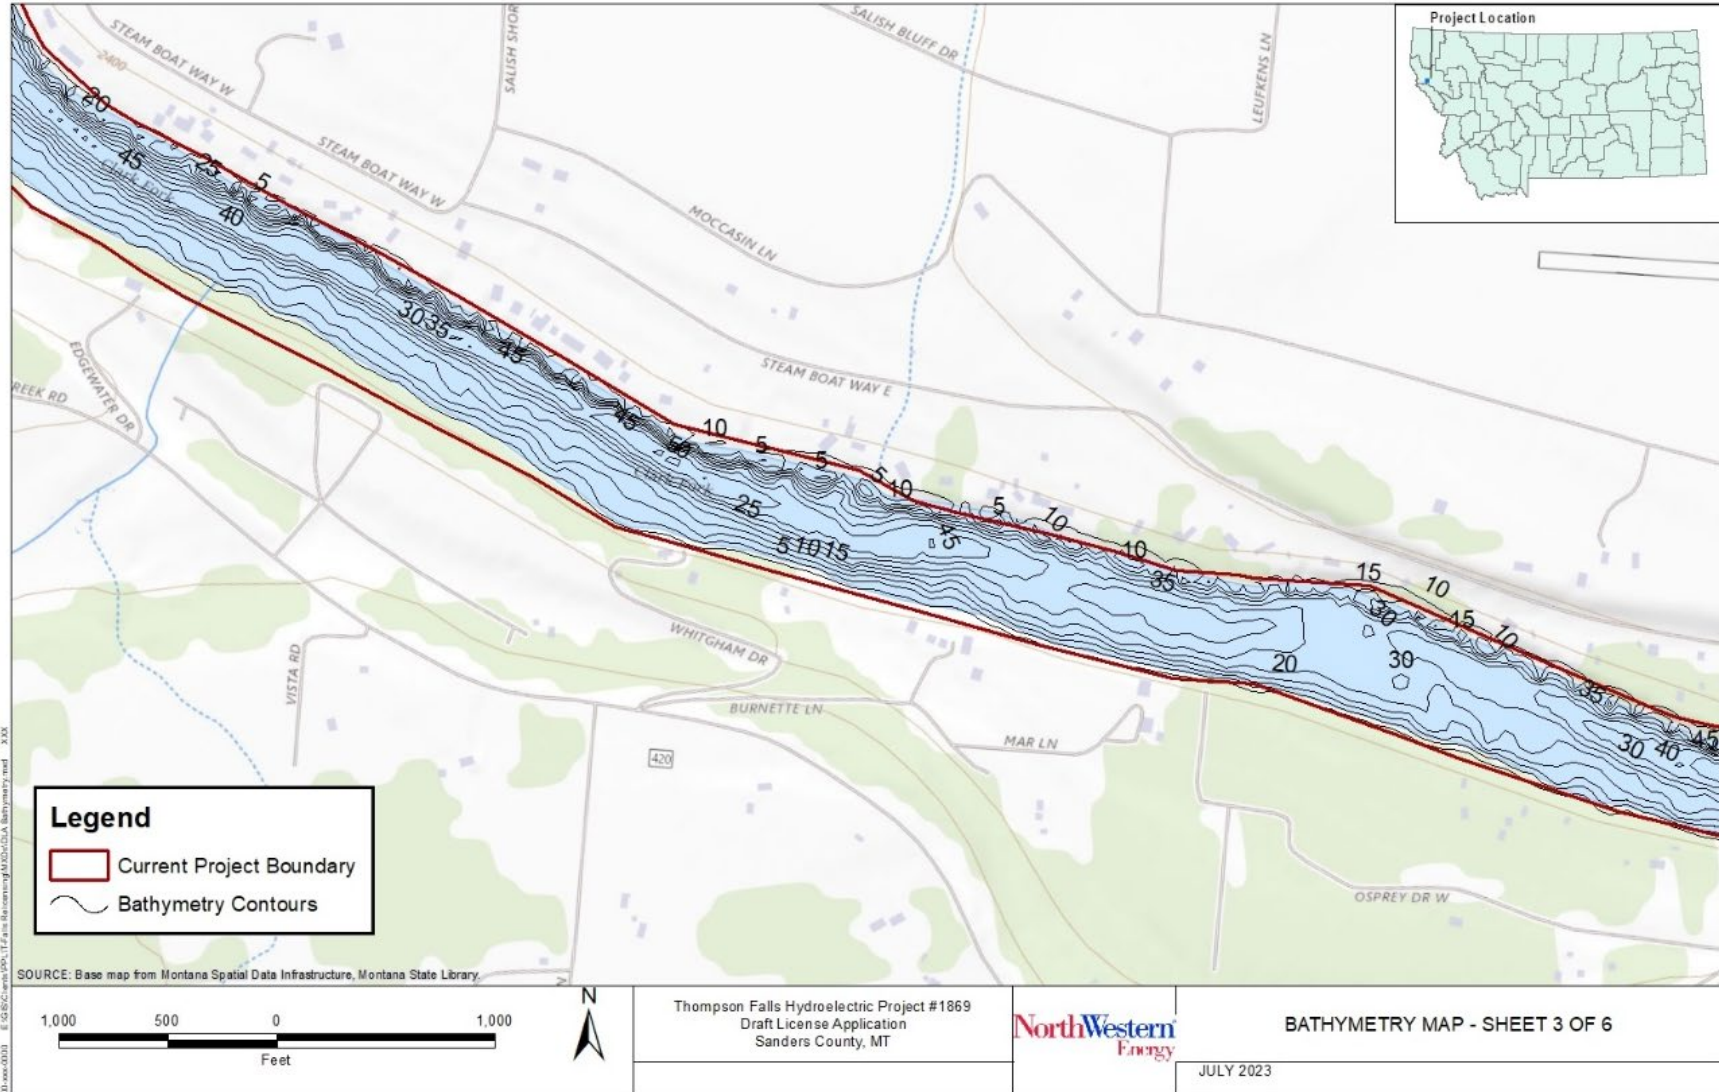 Project Location
SALISH SHOR
SALISH BLUFF DR
LEUFKENS LN
STEAM BOAT WAY W
2400
20
45
Clark Fork
25
5
40
STEAM BOAT WAY W
MOCCASIN LN
30 35
45
STEAM BOAT WAY E
EDGEWATER DR
REEK RD
45
50
10
5
5
5
10
Clark Fork
25
5 10 15
45
5
10
10
35
15
10
30
15
10
30
20
35
30
40
45
WHITGHAM DR
VISTA RD
BURNETTE LN
MAR LN
420
OSPREY DR W
Legend
Current Project Boundary
Bathymetry Contours
SOURCE: Base map from Montana Spatial Data Infrastructure, Montana State Library.
1,000 500 0 1,000
Feet
N
Thompson Falls Hydroelectric Project #1869
Draft License Application
Sanders County, MT
NorthWestern
Energy
BATHYMETRY MAP - SHEET 3 OF 6
JULY 2023